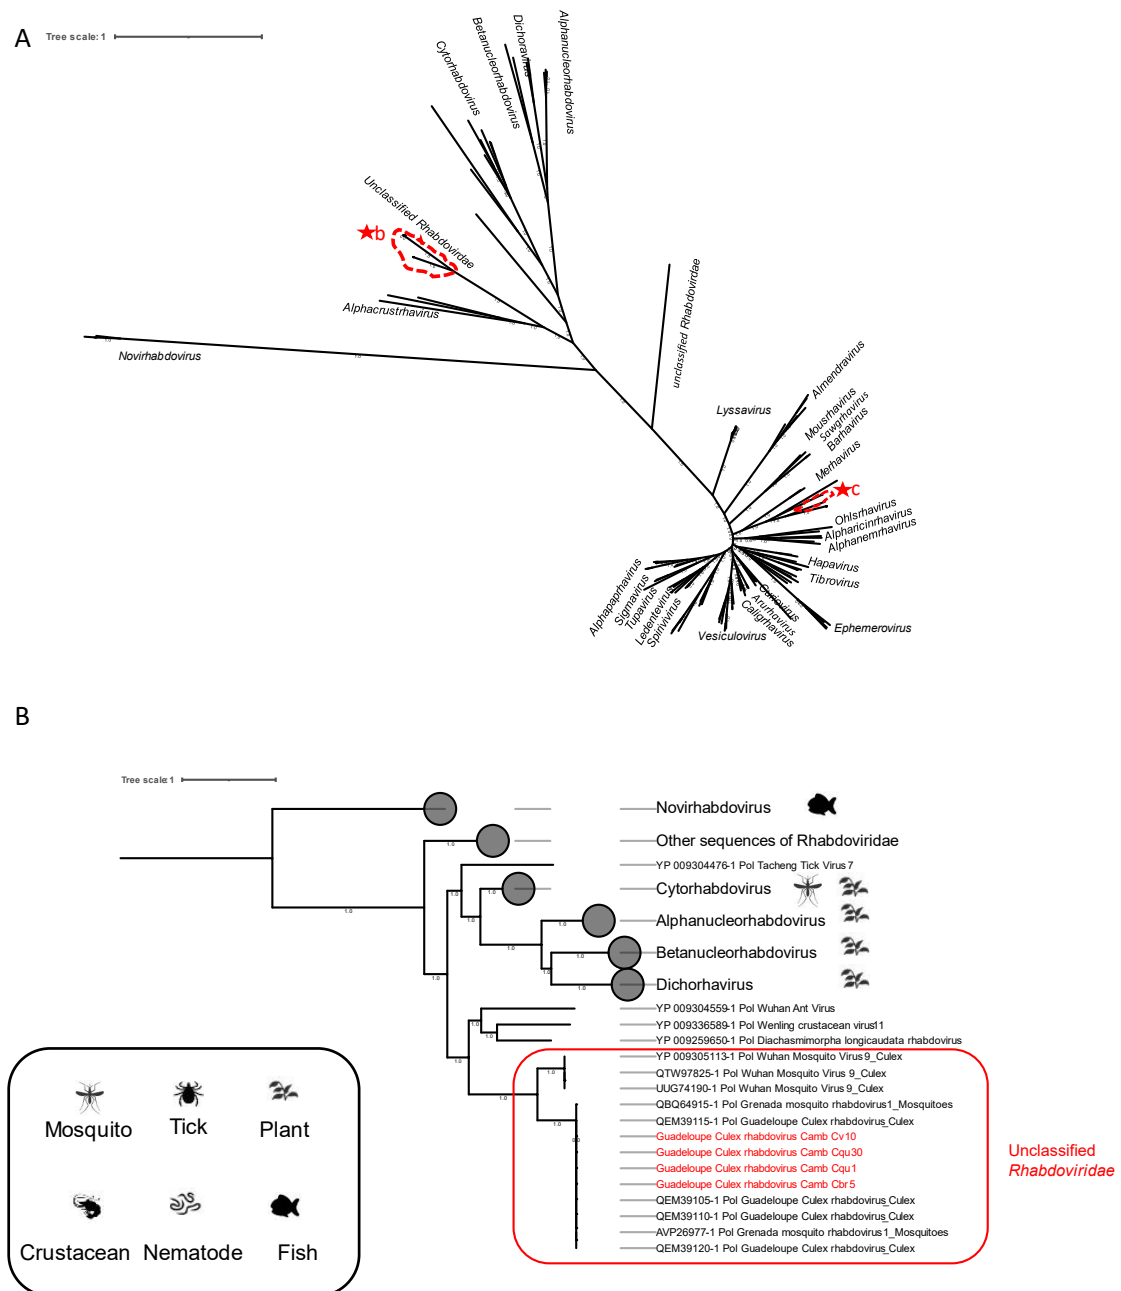 A
Tree scale: 1
Cytorhabdovirus
Betanucleorhabdovirus
Dichoravirus
Alphanucleorhabdovirus
Unclassified Rhabdovirdae
b
Alphacrustrhavirus
Novirhabdovirus
unclassified Rhabdovirdae
Lyssavirus
Almendravirus
Mousrhavirus
Sawgrhavirus
Barhavirus
Merhavirus
c
Ohlsrhavirus
Alpharicinrhavirus
Alphanemrhavirus
Hapavirus
Tibrovirus
Curiovirus
Arurhavirus
Caligrhavirus
Ephemerovirus
Vesiculovirus
Alphapaprhavirus
Sigmavirus
Tupavirus
Ledentevirus
Sprivivirus
B
Tree scale: 1
Novirhabdovirus
Other sequences of Rhabdoviridae
YP 009304476-1 Pol Tacheng Tick Virus 7
Cytorhabdovirus
Alphanucleorhabdovirus
Betanucleorhabdovirus
Dichorhavirus
YP 009304559-1 Pol Wuhan Ant Virus
YP 009336589-1 Pol Wenling crustacean virus11
YP 009259650-1 Pol Diachasmimorpha longicaudata rhabdovirus
YP 009305113-1 Pol Wuhan Mosquito Virus 9_Culex
QTW97825-1 Pol Wuhan Mosquito Virus 9_Culex
UUG74190-1 Pol Wuhan Mosquito Virus 9_Culex
QBQ64915-1 Pol Grenada mosquito rhabdovirus1_Mosquitoes
QEM39115-1 Pol Guadeloupe Culex rhabdovirus_Culex
Guadeloupe Culex rhabdovirus Camb Cv10
Guadeloupe Culex rhabdovirus Camb Cqu30
Guadeloupe Culex rhabdovirus Camb Cqu1
Guadeloupe Culex rhabdovirus Camb Cbr5
QEM39105-1 Pol Guadeloupe Culex rhabdovirus_Culex
QEM39110-1 Pol Guadeloupe Culex rhabdovirus_Culex
AVP26977-1 Pol Grenada mosquito rhabdovirus1_Mosquitoes
QEM39120-1 Pol Guadeloupe Culex rhabdovirus_Culex
Unclassified
Rhabdoviridae
Mosquito Tick Plant
Crustacean Nematode Fish